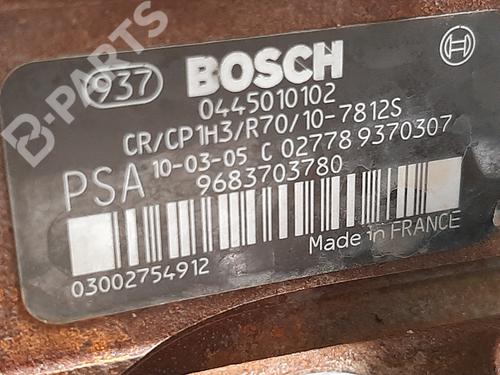 B-PARTS
937 BOSCH
0445010102
CR/CP1H3/R70/10-7812S
PSA 10-03-05 C 02778 9370307
9683703780
Made in FRANCE
03002754912